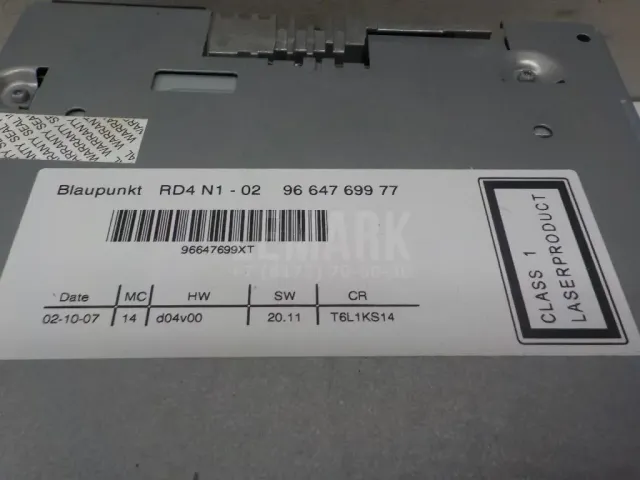 WARRANTY SEAL
Blaupunkt RD4 N1 - 02 96 647 699 77
96647699XT
Date MC HW SW CR
02-10-07 14 d04v00 20.11 T6L1KS14
CLASS 1
LASERPRODUCT